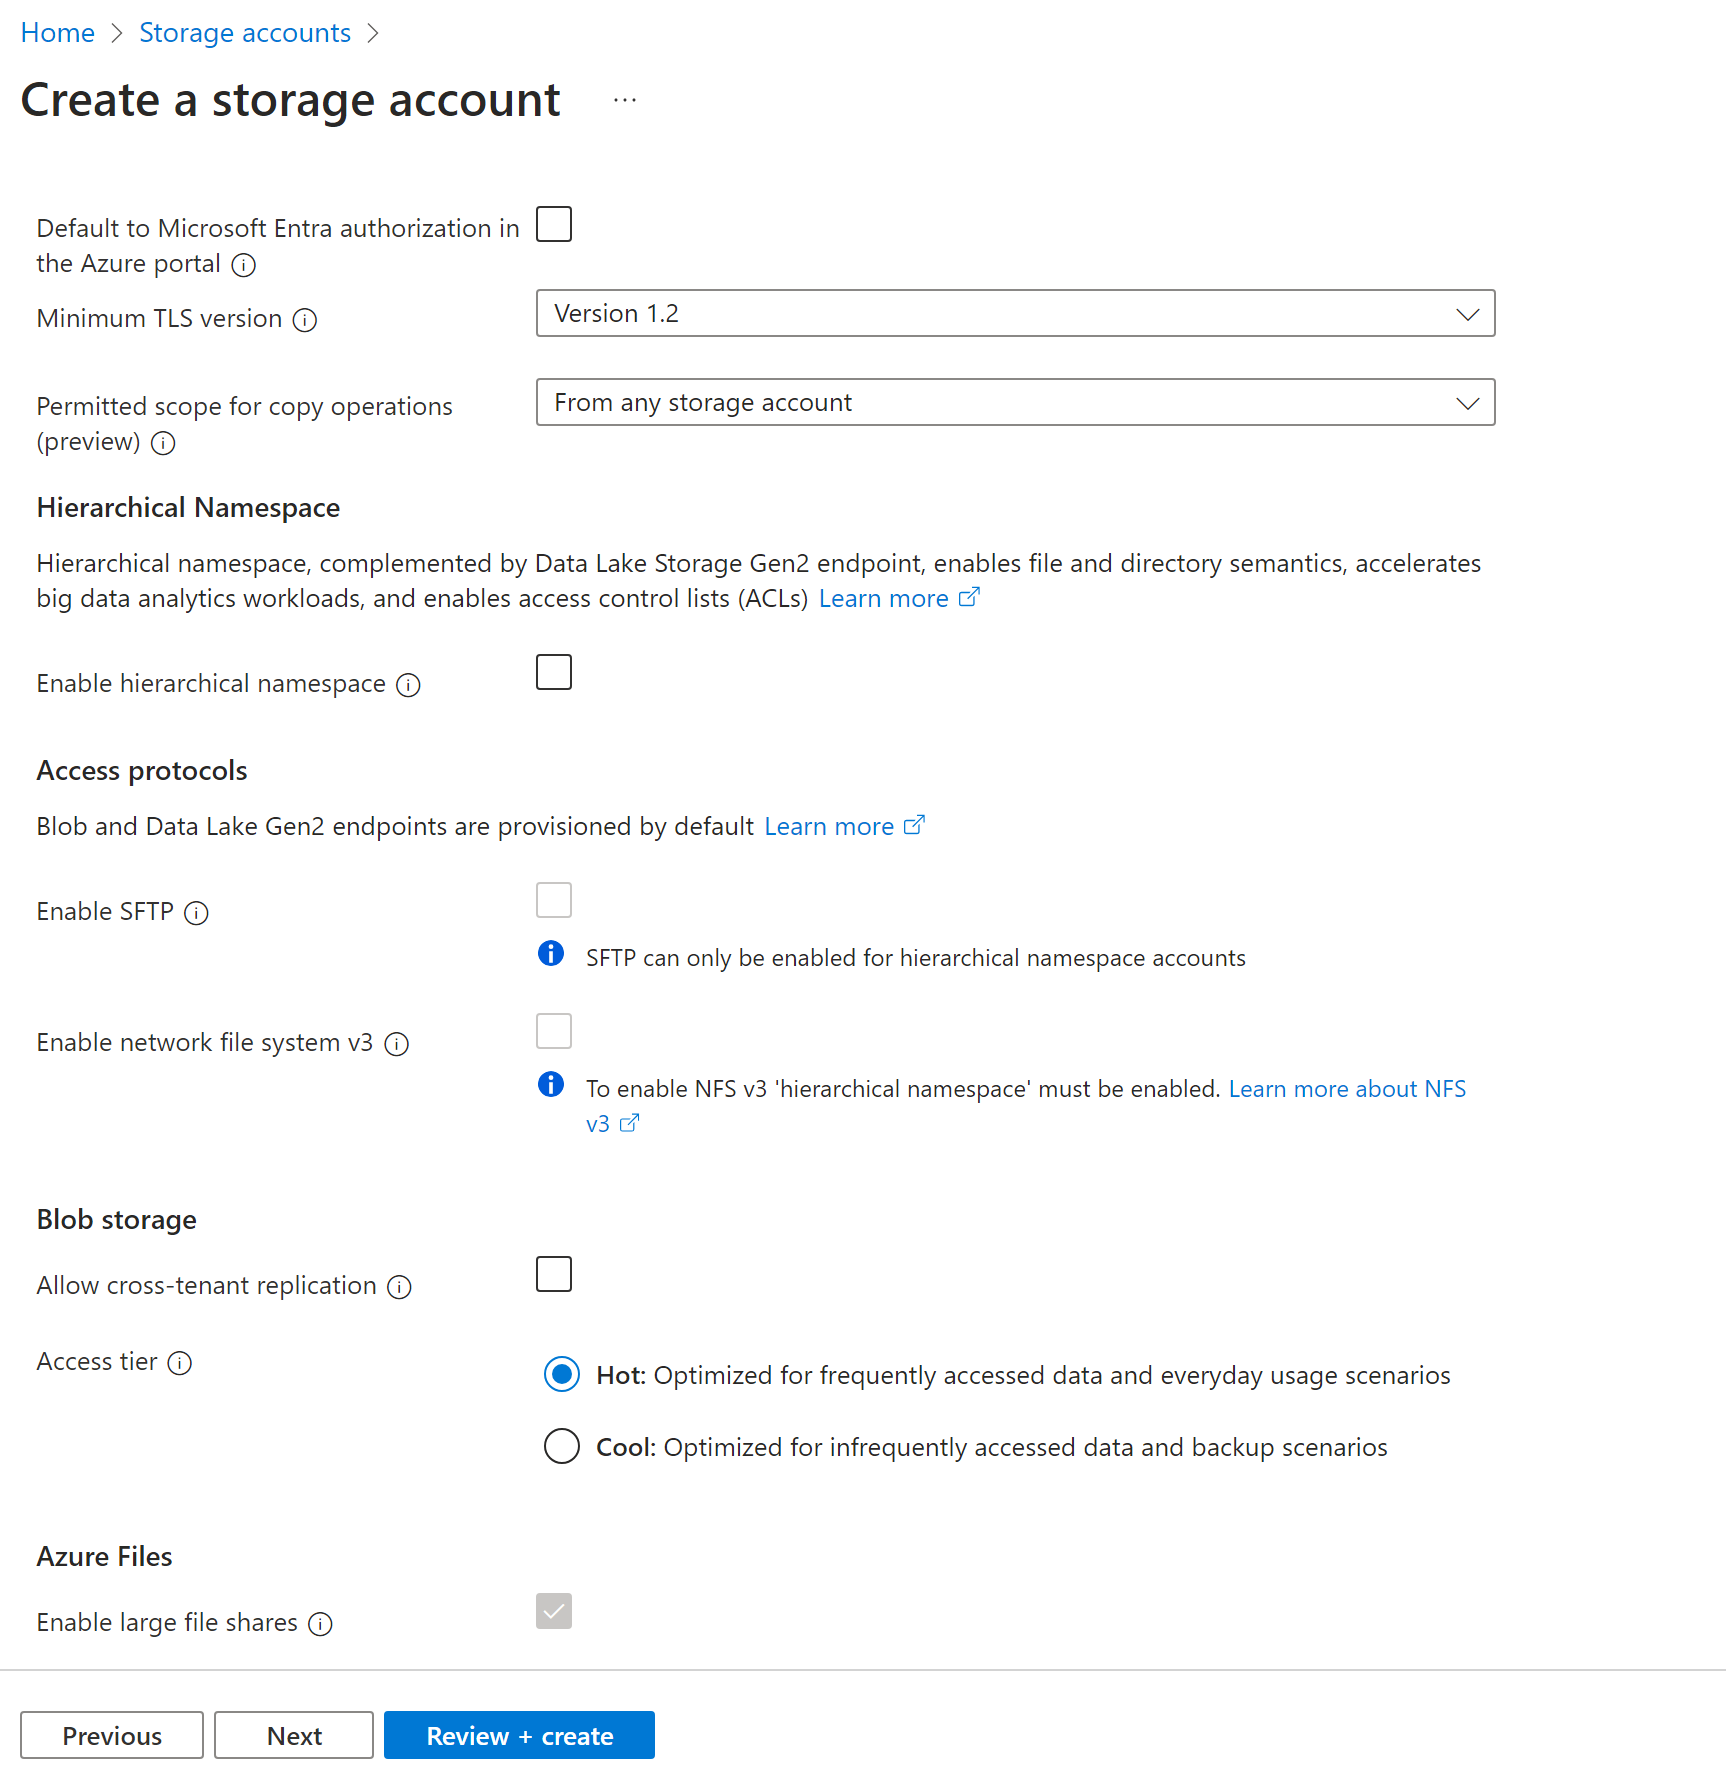 Home > Storage accounts >
Create a storage account ...
Default to Microsoft Entra authorization in
the Azure portal
Minimum TLS version
Version 1.2
Permitted scope for copy operations
(preview)
From any storage account
Hierarchical Namespace
Hierarchical namespace, complemented by Data Lake Storage Gen2 endpoint, enables file and directory semantics, accelerates
big data analytics workloads, and enables access control lists (ACLs) Learn more
Enable hierarchical namespace
Access protocols
Blob and Data Lake Gen2 endpoints are provisioned by default Learn more
Enable SFTP
SFTP can only be enabled for hierarchical namespace accounts
Enable network file system v3
To enable NFS v3 'hierarchical namespace' must be enabled. Learn more about NFS
v3
Blob storage
Allow cross-tenant replication
Access tier
Hot: Optimized for frequently accessed data and everyday usage scenarios
Cool: Optimized for infrequently accessed data and backup scenarios
Azure Files
Enable large file shares
Previous Next Review + create